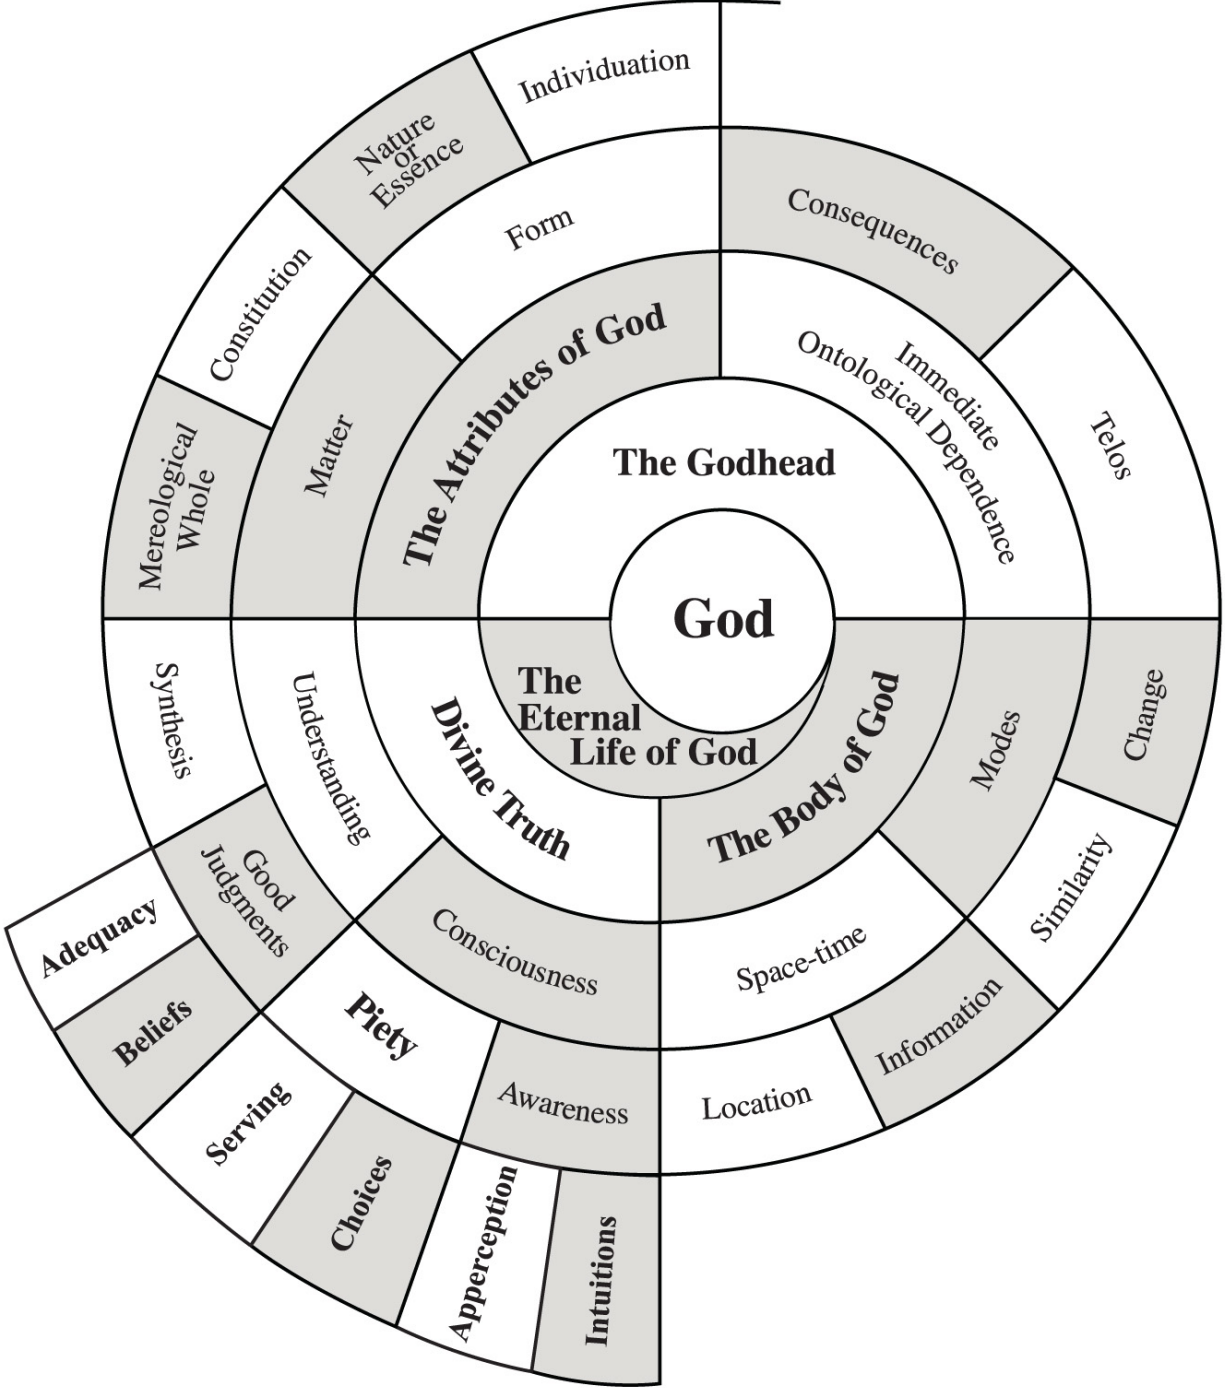 Individuation
Nature
or
Essence
Form
Consequences
Constitution
The Attributes of God
Immediate
Ontological Dependence
Telos
Matter
Mereological
Whole
The Godhead
God
The
Eternal
Life of God
Synthesis
Understanding
Divine Truth
The Body of God
Modes
Change
Similarity
Good
Judgments
Consciousness
Space-time
Information
Adequacy
Beliefs
Piety
Awareness
Location
Serving
Choices
Apperception
Intuitions